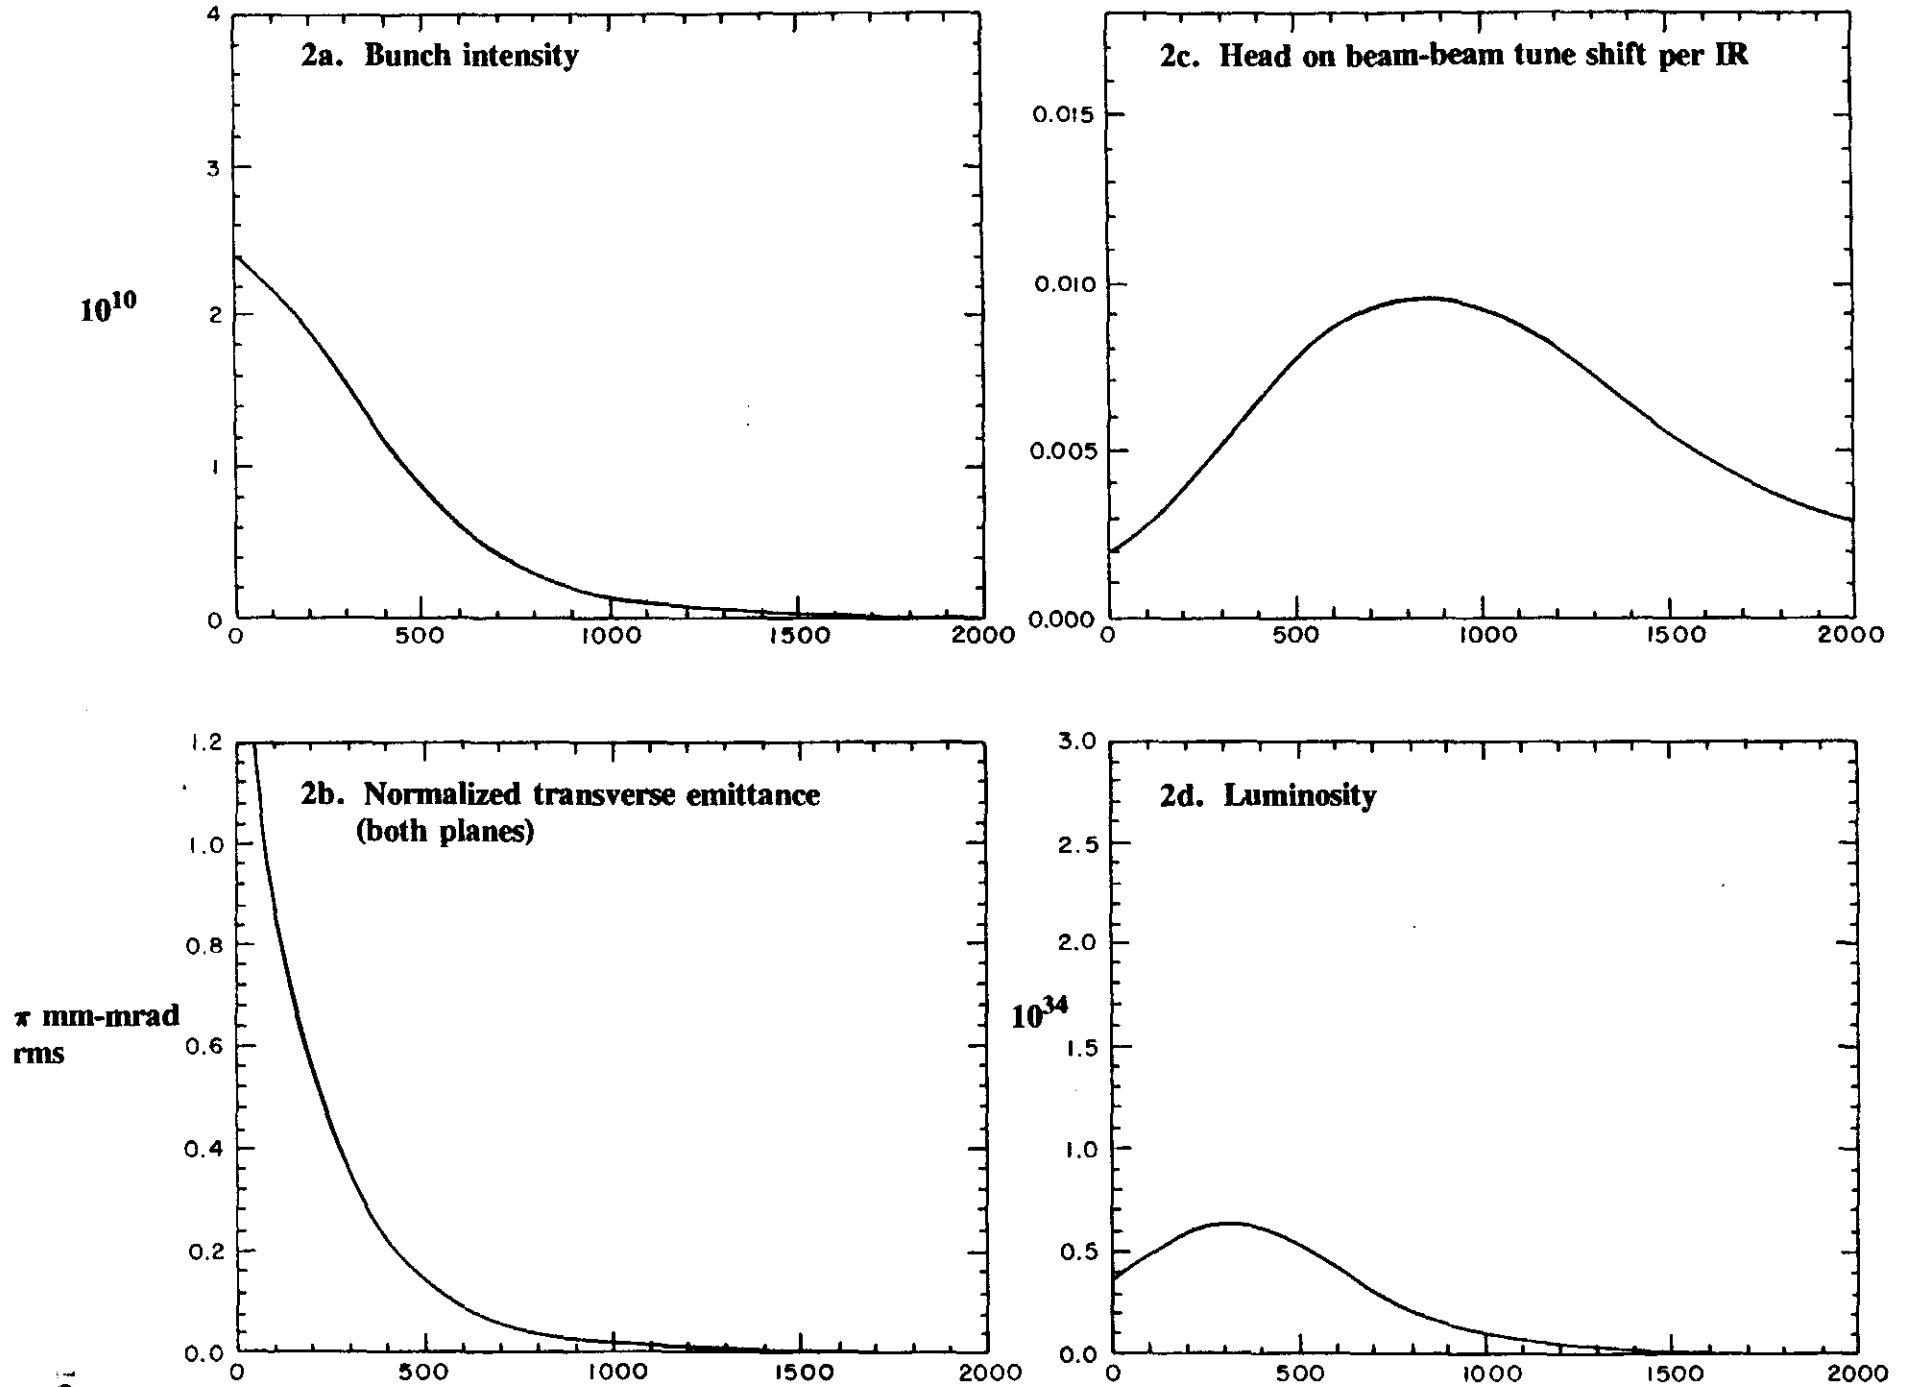 4
2a. Bunch intensity
3
10^10
2
1
0
0 500 1000 1500 2000
2c. Head on beam-beam tune shift per IR
0.015
0.010
0.005
0.000
0 500 1000 1500 2000
1.2
2b. Normalized transverse emittance
(both planes)
1.0
0.8
π mm-mrad
rms
0.6
0.4
0.2
0.0
0 500 1000 1500 2000
3.0
2d. Luminosity
2.5
2.0
10^34
1.5
1.0
0.5
0.0
0 500 1000 1500 2000